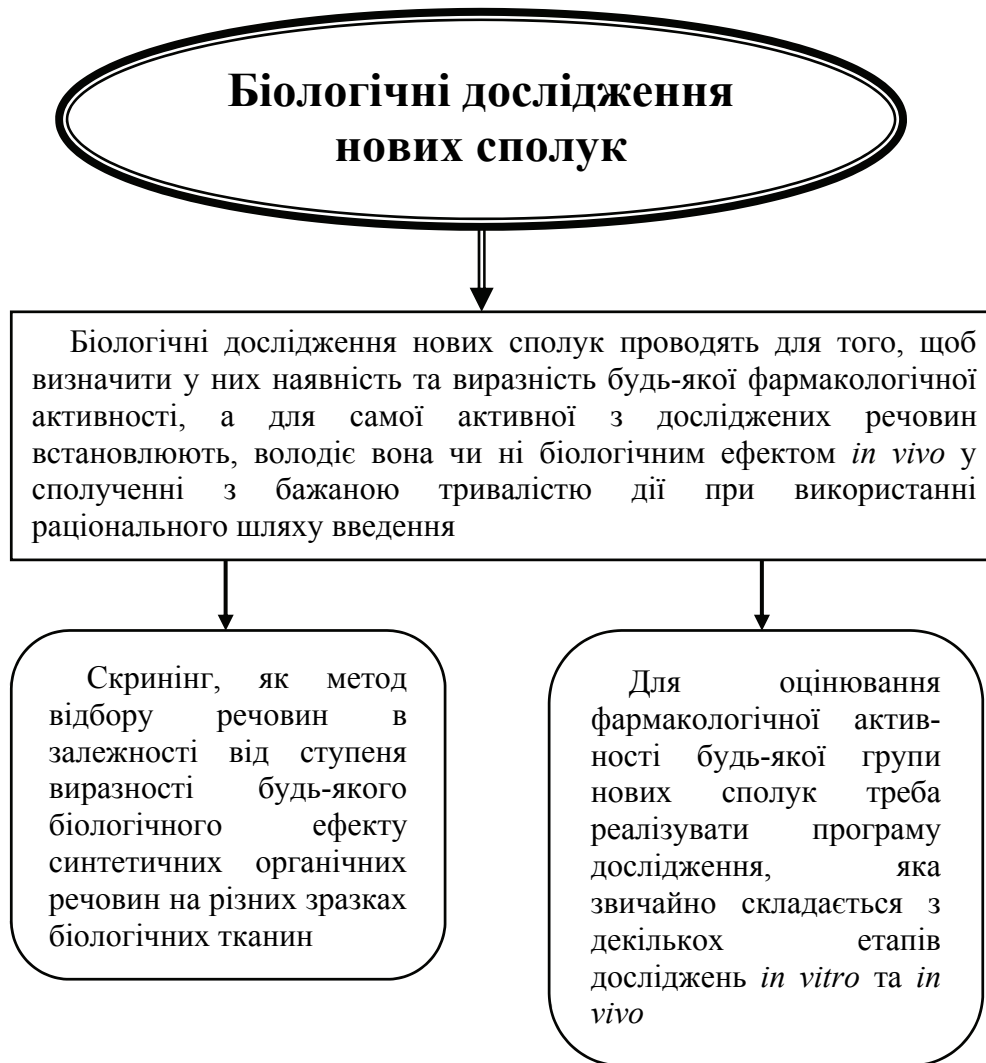 Біологічні дослідження
нових сполук
Біологічні дослідження нових сполук проводять для того, щоб
визначити у них наявність та виразність будь-якої фармакологічної
активності, а для самої активної з досліджених речовин
встановлюють, володіє вона чи ні біологічним ефектом in vivo у
сполученні з бажаною тривалістю дії при використанні
раціонального шляху введення
Скринінг, як метод
відбору речовин в
залежності від ступеня
виразності будь-якого
біологічного ефекту
синтетичних органічних
речовин на різних зразках
біологічних тканин
Для оцінювання
фармакологічної актив-
ності будь-якої групи
нових сполук треба
реалізувати програму
дослідження, яка
звичайно складається з
декількох етапів
досліджень in vitro та in
vivo